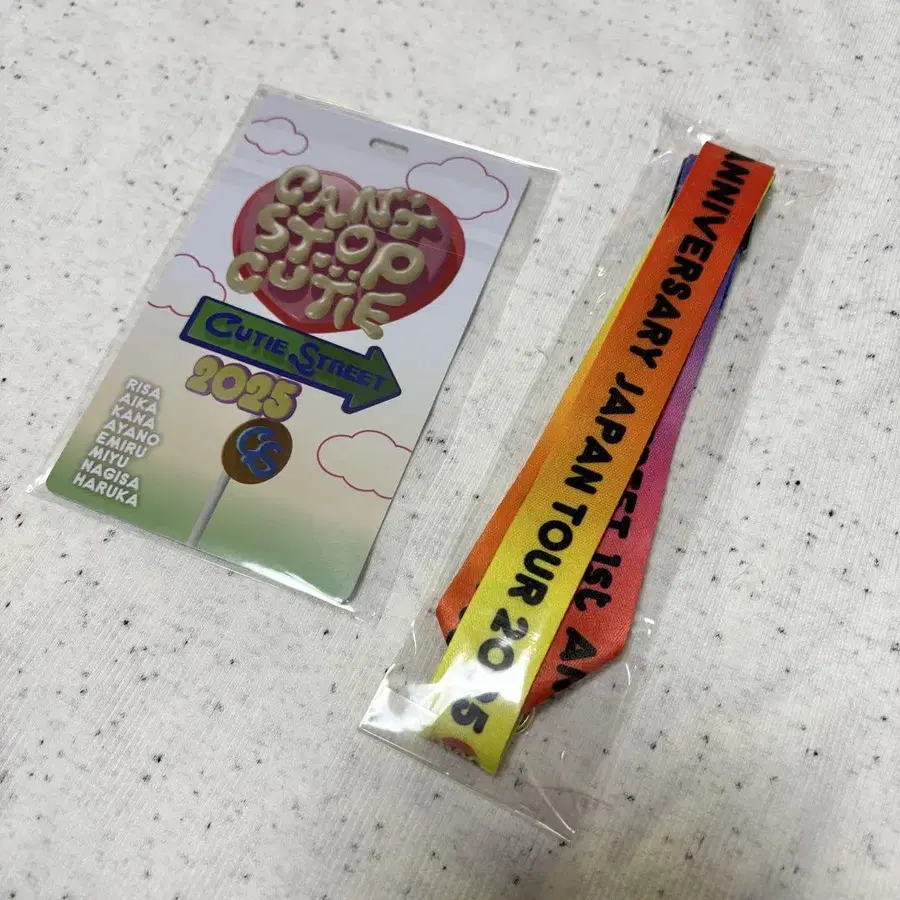 CAN'T
STOP
CUTIE
CUTIE STREET
2025
CS
RISA
AIKA
KANA
AYANO
EMIRU
MIYU
NAGISA
HARUKA
ANNIVERSARY JAPAN TOUR 2025
1st AN